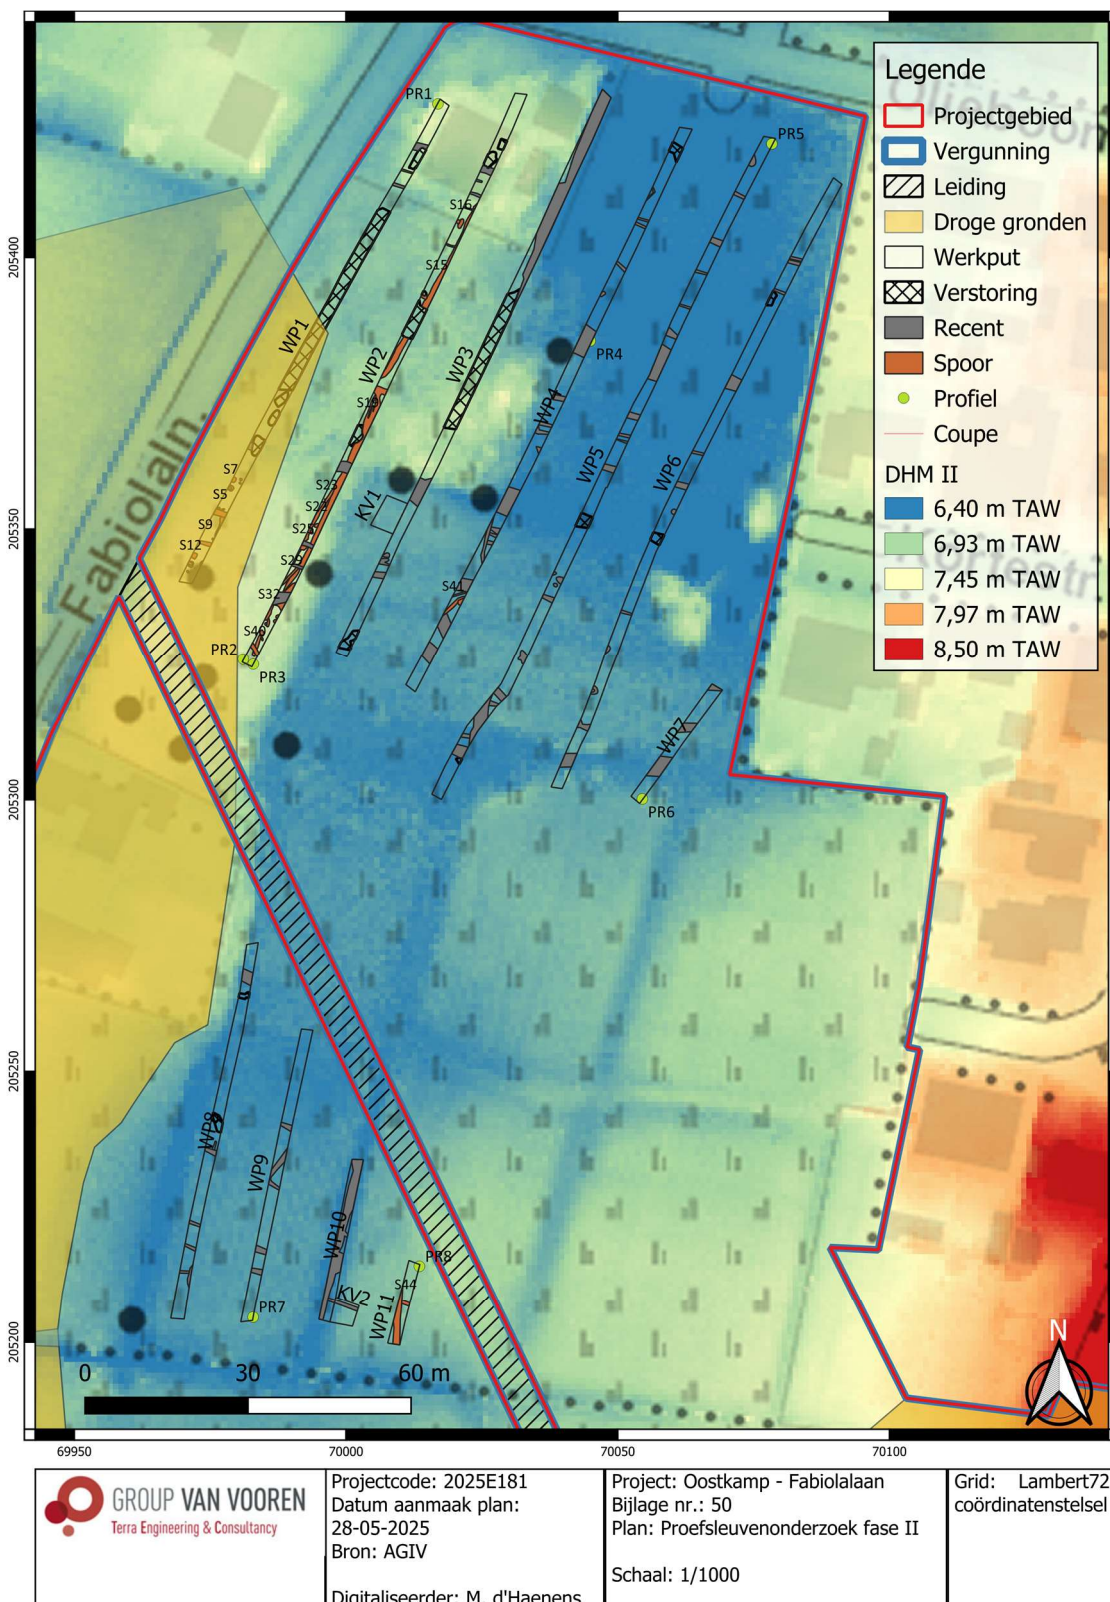 Legende
Projectgebied
Vergunning
Leiding
Droge gronden
Werkput
Verstoring
Recent
Spoor
Profiel
Coupe
DHM II
6,40 m TAW
6,93 m TAW
7,45 m TAW
7,97 m TAW
8,50 m TAW
205400
205350
205300
205250
205200
69950
70000
70050
70100
Fabiolaln.
PR1
PR5
S16
S15
WP1
WP2
WP3
PR4
WP4
S19
S7
S5
S9
S12
S23
S22
S25
S29
S32
S40
KV1
WP5
WP6
S41
PR2
PR3
WP7
PR6
WP8
WP9
WP10
KV2
PR7
PR8
S44
WP11
0 30 60 m
N
GROUP VAN VOOREN
Terra Engineering & Consultancy
Projectcode: 2025E181
Datum aanmaak plan:
28-05-2025
Bron: AGIV
Digitaliseerder: M. d'Haenens
Project: Oostkamp - Fabiolalaan
Bijlage nr.: 50
Plan: Proefsleuvenonderzoek fase II
Schaal: 1/1000
Grid: Lambert72
coördinatenstelsel